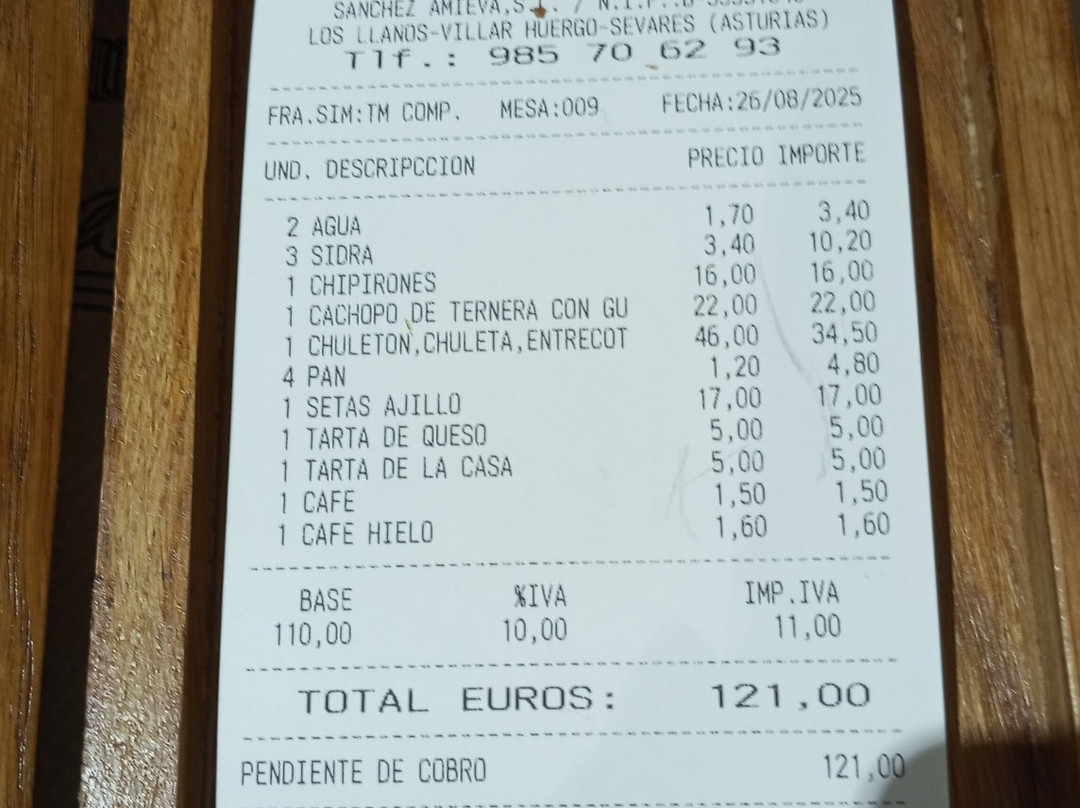 SANCHEZ AMIEVA,S.L. / N.I.F.:B
LOS LLANOS-VILLAR HUERGO-SEVARES (ASTURIAS)
Tlf.: 985 70 62 93
FRA.SIM:TM COMP. MESA:009 FECHA:26/08/2025
UND. DESCRIPCCION PRECIO IMPORTE
2 AGUA 1,70 3,40
3 SIDRA 3,40 10,20
1 CHIPIRONES 16,00 16,00
1 CACHOPO DE TERNERA CON GU 22,00 22,00
1 CHULETON,CHULETA,ENTRECOT 46,00 34,50
4 PAN 1,20 4,80
1 SETAS AJILLO 17,00 17,00
1 TARTA DE QUESO 5,00 5,00
1 TARTA DE LA CASA 5,00 5,00
1 CAFE 1,50 1,50
1 CAFE HIELO 1,60 1,60
BASE %IVA IMP.IVA
110,00 10,00 11,00
TOTAL EUROS: 121,00
PENDIENTE DE COBRO 121,00